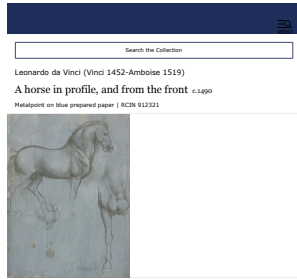 Search the Collection
Leonardo da Vinci (Vinci 1452-Amboise 1519)
A horse in profile, and from the front c.1490
Metalpoint on blue prepared paper | RCIN 912321